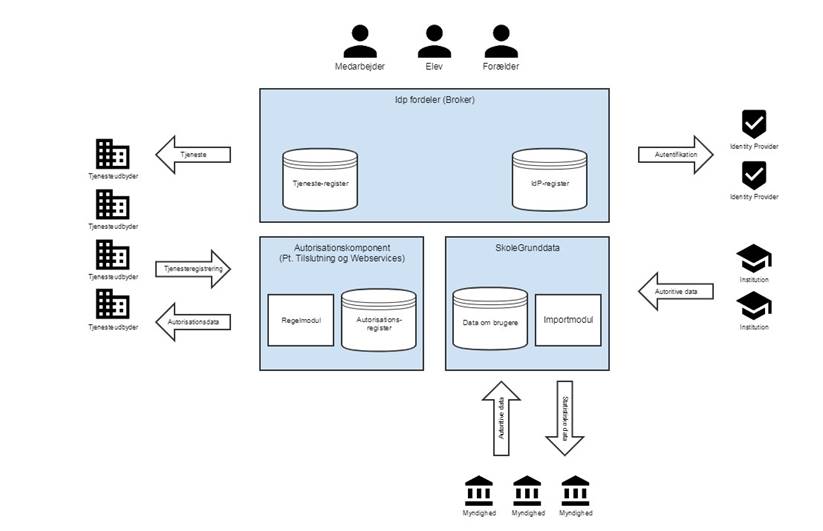 Medarbejder
Elev
Forælder
Idp fordeler (Broker)
Tjeneste-register
IdP-register
Tjenesteudbyder
Tjenesteudbyder
Tjenesteudbyder
Tjenesteudbyder
Tjeneste
Tjenesteregistrering
Autorisationsdata
Autentifikation
Identity Provider
Identity Provider
Autorisationskomponent
(Pt. Tilslutning og Webservices)
Regelmodul
Autorisations-
register
SkoleGrunddata
Data om brugere
Importmodul
Autoritive data
Institution
Institution
Autoritive data
Statistiske data
Myndighed
Myndighed
Myndighed